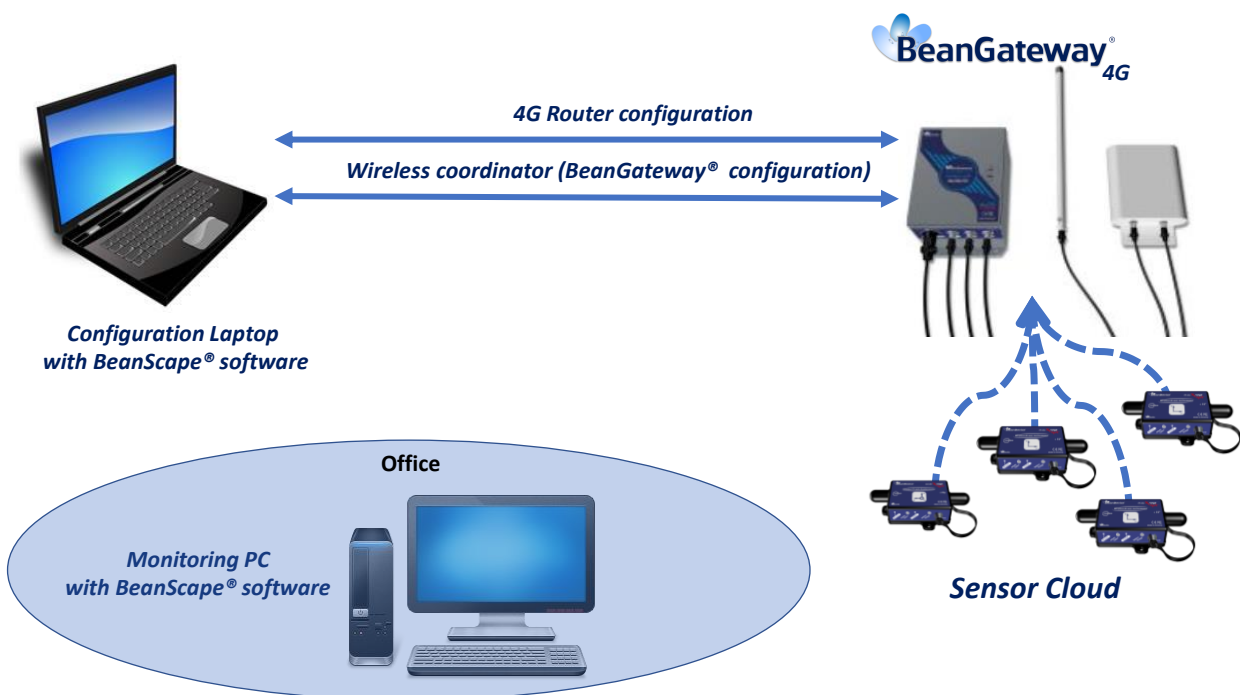 BeanGateway®
4G
4G Router configuration
Wireless coordinator (BeanGateway® configuration)
Configuration Laptop
with BeanScape® software
Office
Monitoring PC
with BeanScape® software
Sensor Cloud